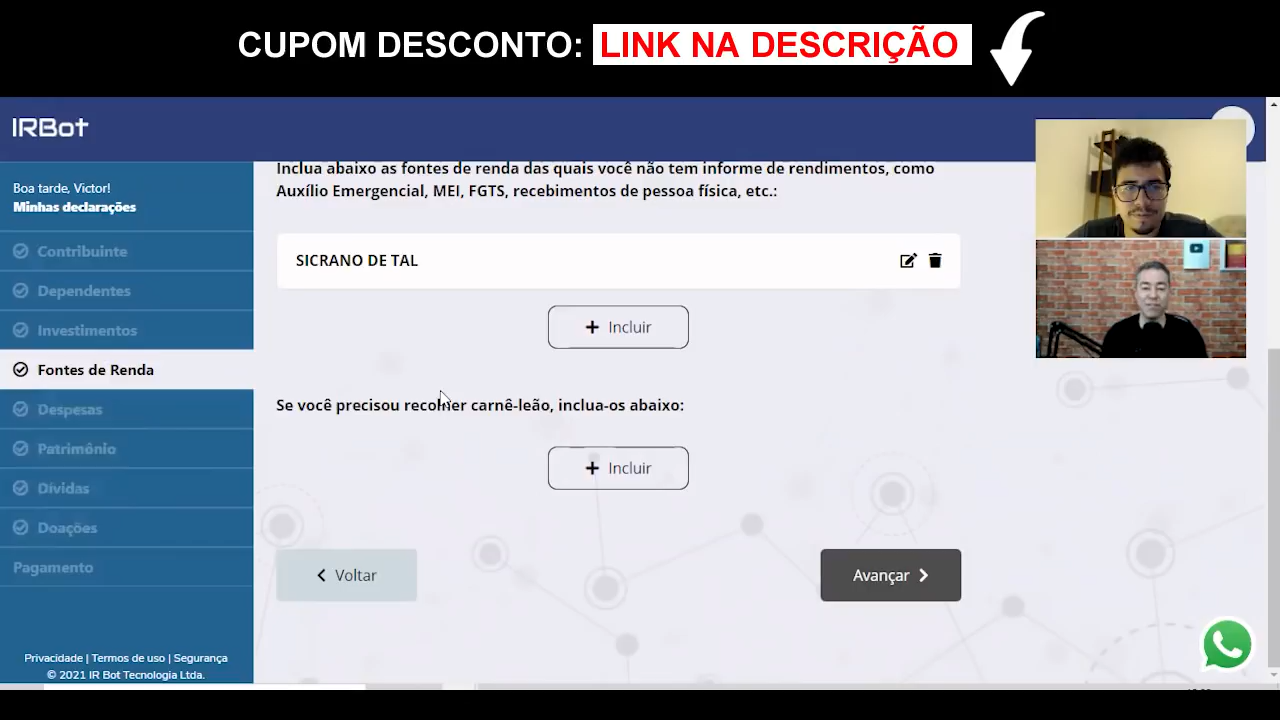 CUPOM DESCONTO: LINK NA DESCRIÇÃO
IRBot
Boa tarde, Victor!
Minhas declarações
Contribuinte
Dependentes
Investimentos
Fontes de Renda
Despesas
Patrimônio
Dívidas
Doações
Pagamento
Privacidade | Termos de uso | Segurança
© 2021 IR Bot Tecnologia Ltda.
Inclua abaixo as fontes de renda das quais você não tem informe de rendimentos, como
Auxílio Emergencial, MEI, FGTS, recebimentos de pessoa física, etc.:
SICRANO DE TAL
+ Incluir
Se você precisou recolher carnê-leão, inclua-os abaixo:
+ Incluir
Voltar
Avançar